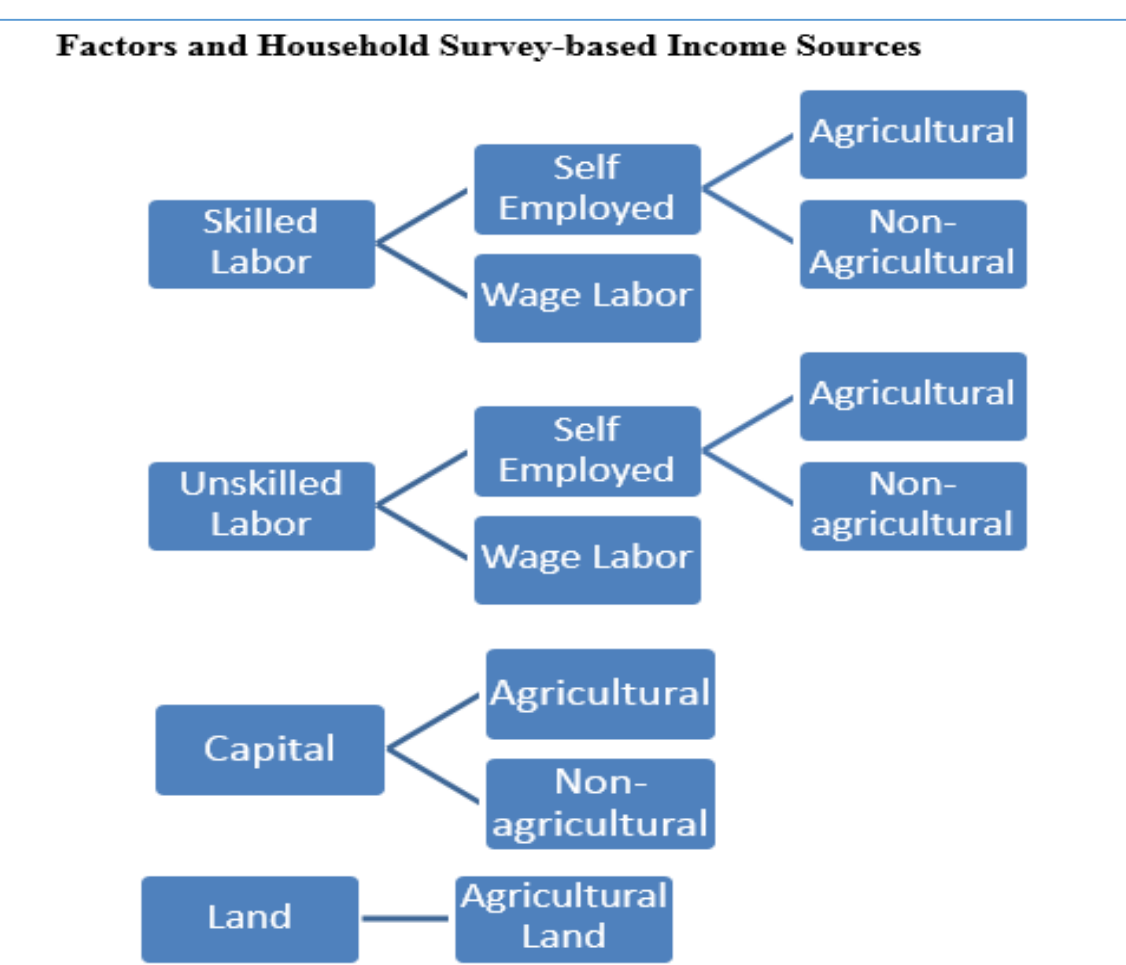 Factors and Household Survey-based Income Sources
Skilled
Labor
Self
Employed
Agricultural
Non-
Agricultural
Wage Labor
Unskilled
Labor
Self
Employed
Agricultural
Non-
agricultural
Wage Labor
Capital
Agricultural
Non-
agricultural
Land
Agricultural
Land